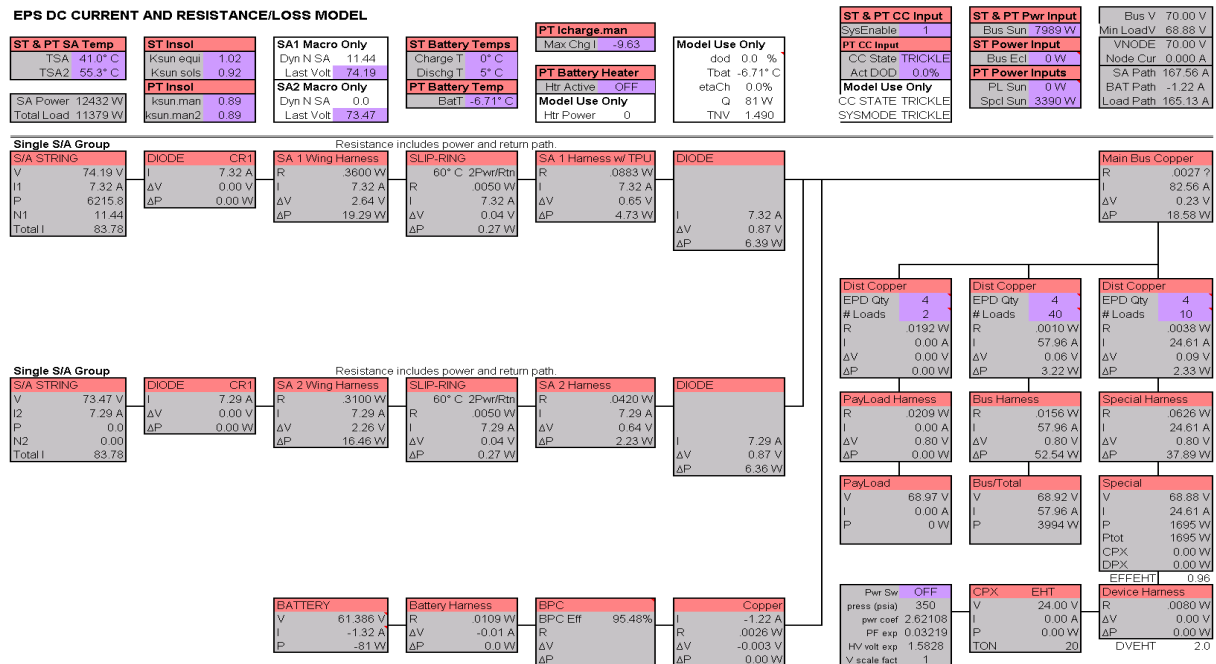 EPS DC CURRENT AND RESISTANCE/LOSS MODEL
ST & PT SA Temp
TSA 41.0° C
TSA2 55.3° C
SA Power 12432 W
Total Load 11379 W
ST Insol
Ksun equi 1.02
Ksun sols 0.92
PT Insol
ksun.man 0.89
ksun.man2 0.89
SA1 Macro Only
Dyn N SA 11.44
Last Volt 74.19
SA2 Macro Only
Dyn N SA 0.0
Last Volt 73.47
ST Battery Temps
Charge T 0° C
Dischg T 5° C
PT Battery Temp
BatT -6.71° C
PT Icharge.man
Max Chg I -9.63
PT Battery Heater
Htr Active OFF
Model Use Only
Htr Power 0
Model Use Only
dod 0.0 %
Tbat -6.71° C
etaCh 0.0%
Q 81 W
TNV 1.490
ST & PT CC Input
SysEnable 1
PT CC Input
CC State TRICKLE
Act DOD 0.0%
Model Use Only
CC STATE TRICKLE
SYSMODE TRICKLE
ST & PT Pwr Input
Bus Sun 7989 W
ST Power Input
Bus Ecl 0 W
PT Power Inputs
PL Sun 0 W
Spcl Sun 3390 W
Bus V 70.00 V
Min LoadV 68.88 V
VNODE 70.00 V
Node Cur 0.000 A
SA Path 167.56 A
BAT Path -1.22 A
Load Path 165.13 A
Single S/A Group
Resistance includes power and return path.
S/A STRING
V 74.19 V
I1 7.32 A
P 6215.8
N1 11.44
Total I 83.78
DIODE CR1
I 7.32 A
ΔV 0.00 V
ΔP 0.00 W
SA 1 Wing Harness
R .3600 W
I 7.32 A
ΔV 2.64 V
ΔP 19.29 W
SLIP-RING
60° C 2Pwr/Rtn
R .0050 W
I 7.32 A
ΔV 0.04 V
ΔP 0.27 W
SA 1 Harness w/ TPU
R .0883 W
I 7.32 A
ΔV 0.65 V
ΔP 4.73 W
DIODE
I 7.32 A
ΔV 0.87 V
ΔP 6.39 W
Main Bus Copper
R .0027 ?
I 82.56 A
ΔV 0.23 V
ΔP 18.58 W
Dist Copper
EPD Qty 4
# Loads 2
R .0192 W
I 0.00 A
ΔV 0.00 V
ΔP 0.00 W
Dist Copper
EPD Qty 4
# Loads 40
R .0010 W
I 57.96 A
ΔV 0.06 V
ΔP 3.22 W
Dist Copper
EPD Qty 4
# Loads 10
R .0038 W
I 24.61 A
ΔV 0.09 V
ΔP 2.33 W
Single S/A Group
Resistance includes power and return path.
S/A STRING
V 73.47 V
I2 7.29 A
P 0.0
N2 0.00
Total I 83.78
DIODE CR1
I 7.29 A
ΔV 0.00 V
ΔP 0.00 W
SA 2 Wing Harness
R .3100 W
I 7.29 A
ΔV 2.26 V
ΔP 16.46 W
SLIP-RING
60° C 2Pwr/Rtn
R .0050 W
I 7.29 A
ΔV 0.04 V
ΔP 0.27 W
SA 2 Harness
R .0420 W
I 7.29 A
ΔV 0.64 V
ΔP 2.23 W
DIODE
I 7.29 A
ΔV 0.87 V
ΔP 6.36 W
PayLoad Harness
R .0209 W
I 0.00 A
ΔV 0.80 V
ΔP 0.00 W
Bus Harness
R .0156 W
I 57.96 A
ΔV 0.80 V
ΔP 52.54 W
Special Harness
R .0626 W
I 24.61 A
ΔV 0.80 V
ΔP 37.89 W
PayLoad
V 68.97 V
I 0.00 A
P 0 W
Bus/Total
V 68.92 V
I 57.96 A
P 3994 W
Special
V 68.88 V
I 24.61 A
P 1695 W
Ptot 1695 W
CPX 0.00 W
DPX 0.00 W
EFFEHT 0.96
BATTERY
V 61.386 V
I -1.32 A
P -81 W
Battery Harness
R .0109 W
ΔV -0.01 A
ΔP 0.0 W
BPC
BPC Eff 95.48%
R
ΔV
ΔP
Copper
I -1.22 A
R .0026 W
ΔV -0.003 V
ΔP 0.00 W
Pwr Sw OFF
press (psia) 350
pwr coef 2.62108
PF exp 0.03219
HV volt exp 1.5828
V scale fact 1
CPX EHT
V 24.00 V
I 0.00 A
P 0.00 W
TON 20
Device Harness
R .0080 W
ΔV 0.00 V
ΔP 0.00 W
DVEHT 2.0